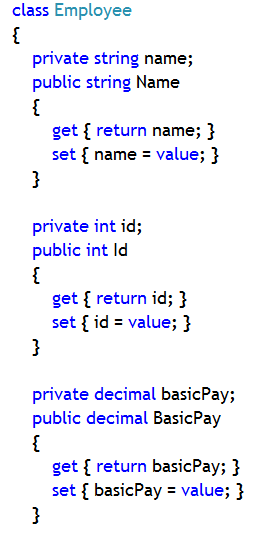 class Employee
{
private string name;
public string Name
{
get { return name; }
set { name = value; }
}
private int id;
public int Id
{
get { return id; }
set { id = value; }
}
private decimal basicPay;
public decimal BasicPay
{
get { return basicPay; }
set { basicPay = value; }
}